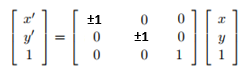 [ x′ ] = [ ±1 0 0 ] [ x ]
[ y′ ] = [ 0 ±1 0 ] [ y ]
[ 1 ] = [ 0 0 1 ] [ 1 ]